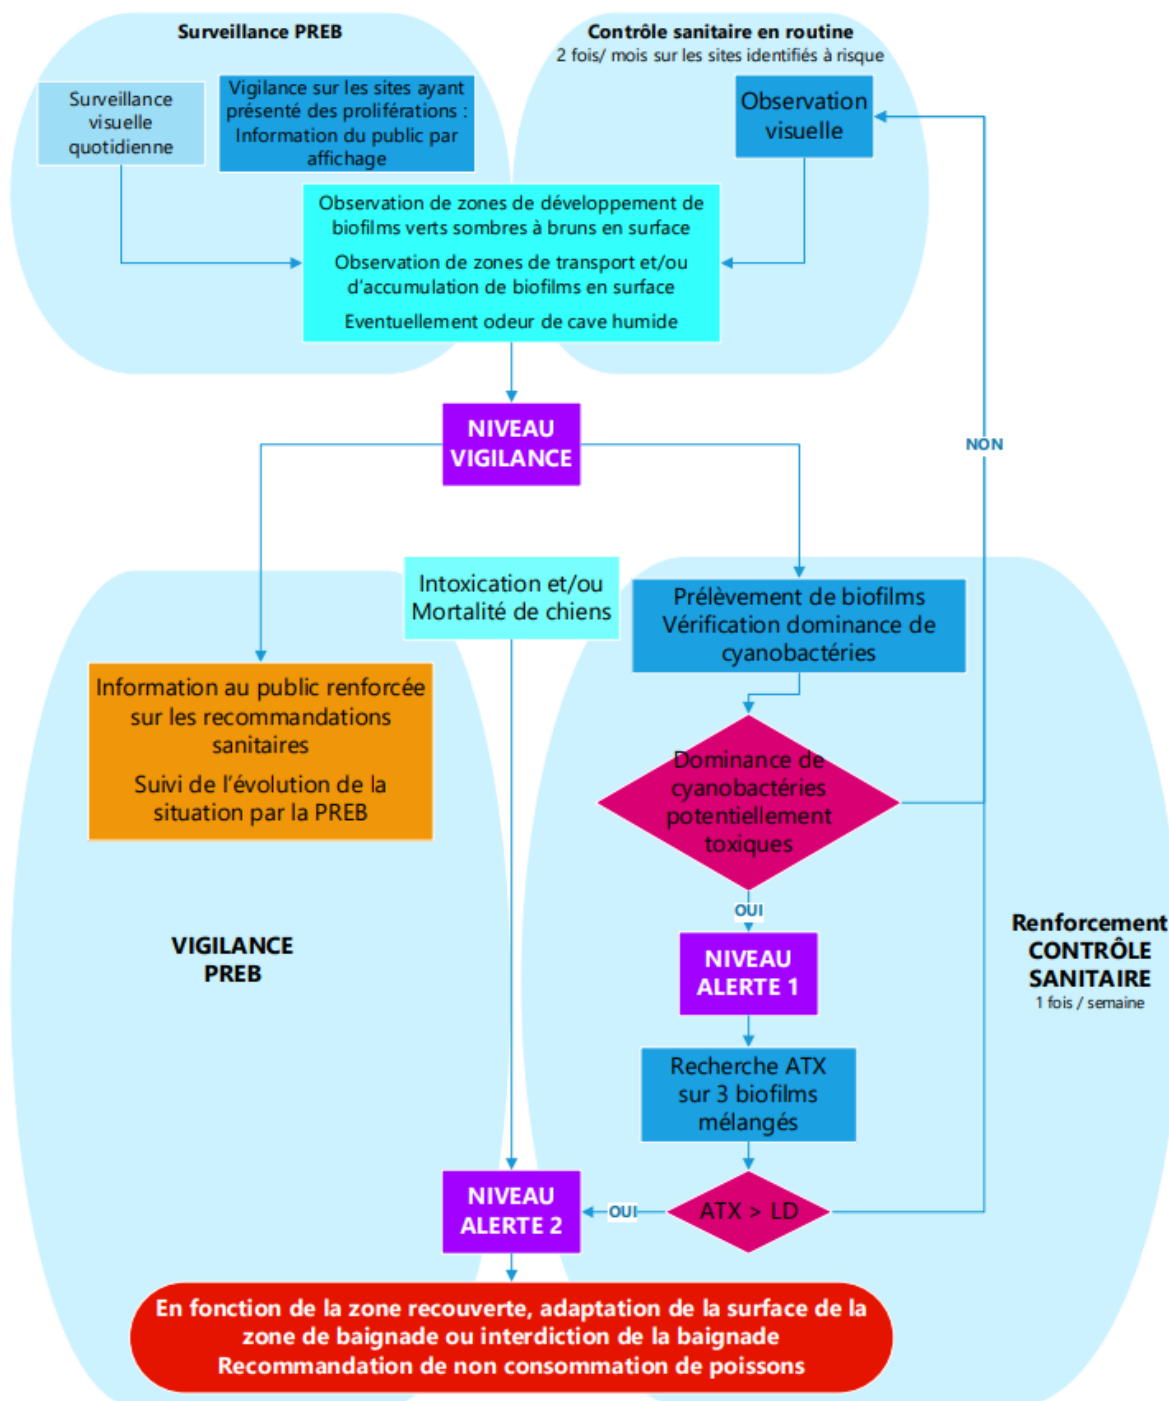 Surveillance PREB
Contrôle sanitaire en routine
2 fois/ mois sur les sites identifiés à risque
Surveillance
visuelle
quotidienne
Vigilance sur les sites ayant
présenté des proliférations :
Information du public par
affichage
Observation
visuelle
Observation de zones de développement de
biofilms verts sombres à bruns en surface
Observation de zones de transport et/ou
d'accumulation de biofilms en surface
Eventuellement odeur de cave humide
NIVEAU
VIGILANCE
NON
Intoxication et/ou
Mortalité de chiens
Prélèvement de biofilms
Vérification dominance de
cyanobactéries
Information au public renforcée
sur les recommandations
sanitaires
Suivi de l'évolution de la
situation par la PREB
Dominance de
cyanobactéries
potentiellement
toxiques
OUI
VIGILANCE
PREB
NIVEAU
ALERTE 1
Renforcement
CONTRÔLE
SANITAIRE
1 fois / semaine
Recherche ATX
sur 3 biofilms
mélangés
NIVEAU
ALERTE 2
OUI
ATX > LD
En fonction de la zone recouverte, adaptation de la surface de la
zone de baignade ou interdiction de la baignade
Recommandation de non consommation de poissons